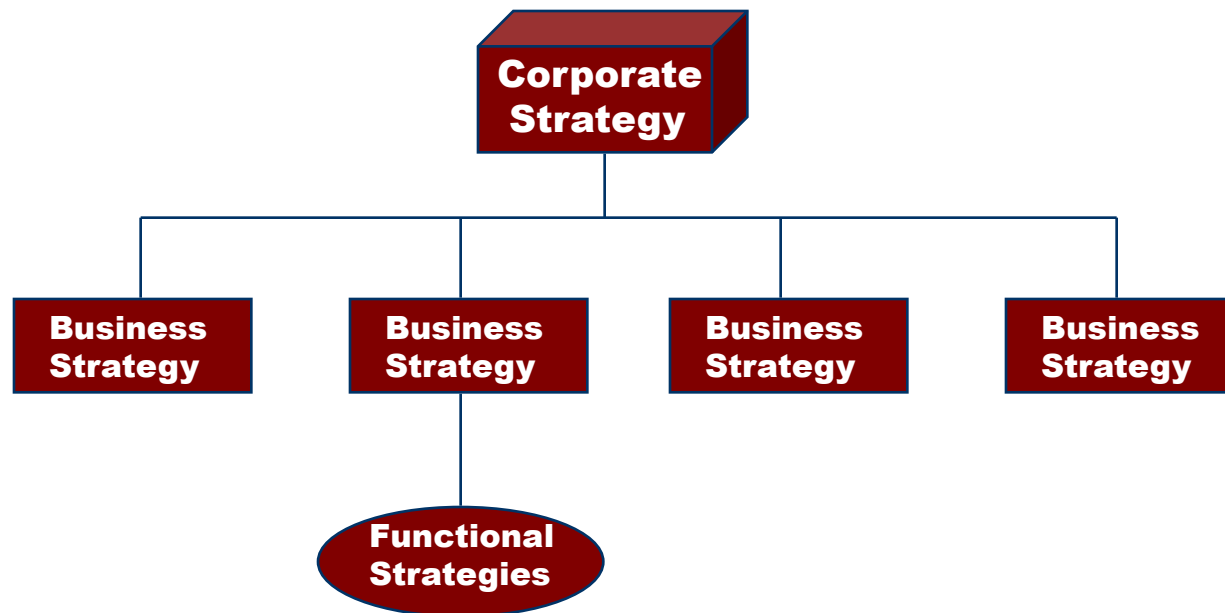 Corporate
Strategy
Business
Strategy
Business
Strategy
Business
Strategy
Business
Strategy
Functional
Strategies